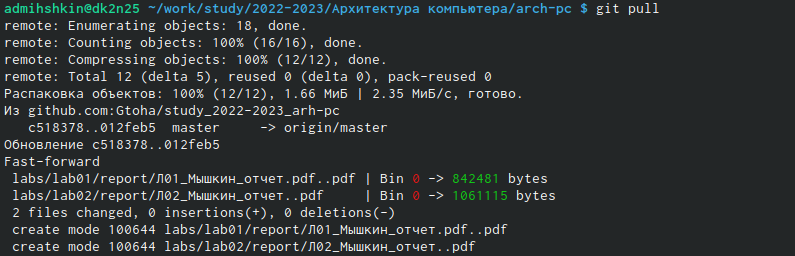 admihshkin@dk2n25 ~/work/study/2022-2023/Архитектура компьютера/arch-pc $ git pull
remote: Enumerating objects: 18, done.
remote: Counting objects: 100% (16/16), done.
remote: Compressing objects: 100% (12/12), done.
remote: Total 12 (delta 5), reused 0 (delta 0), pack-reused 0
Распаковка объектов: 100% (12/12), 1.66 МиБ | 2.35 МиБ/с, готово.
Из github.com:Gtoha/study_2022-2023_arh-pc
   c518378..012feb5  master     -> origin/master
Обновление c518378..012feb5
Fast-forward
 labs/lab01/report/Л01_Мышкин_отчет.pdf..pdf | Bin 0 -> 842481 bytes
 labs/lab02/report/Л02_Мышкин_отчет..pdf     | Bin 0 -> 1061115 bytes
 2 files changed, 0 insertions(+), 0 deletions(-)
 create mode 100644 labs/lab01/report/Л01_Мышкин_отчет.pdf..pdf
 create mode 100644 labs/lab02/report/Л02_Мышкин_отчет..pdf